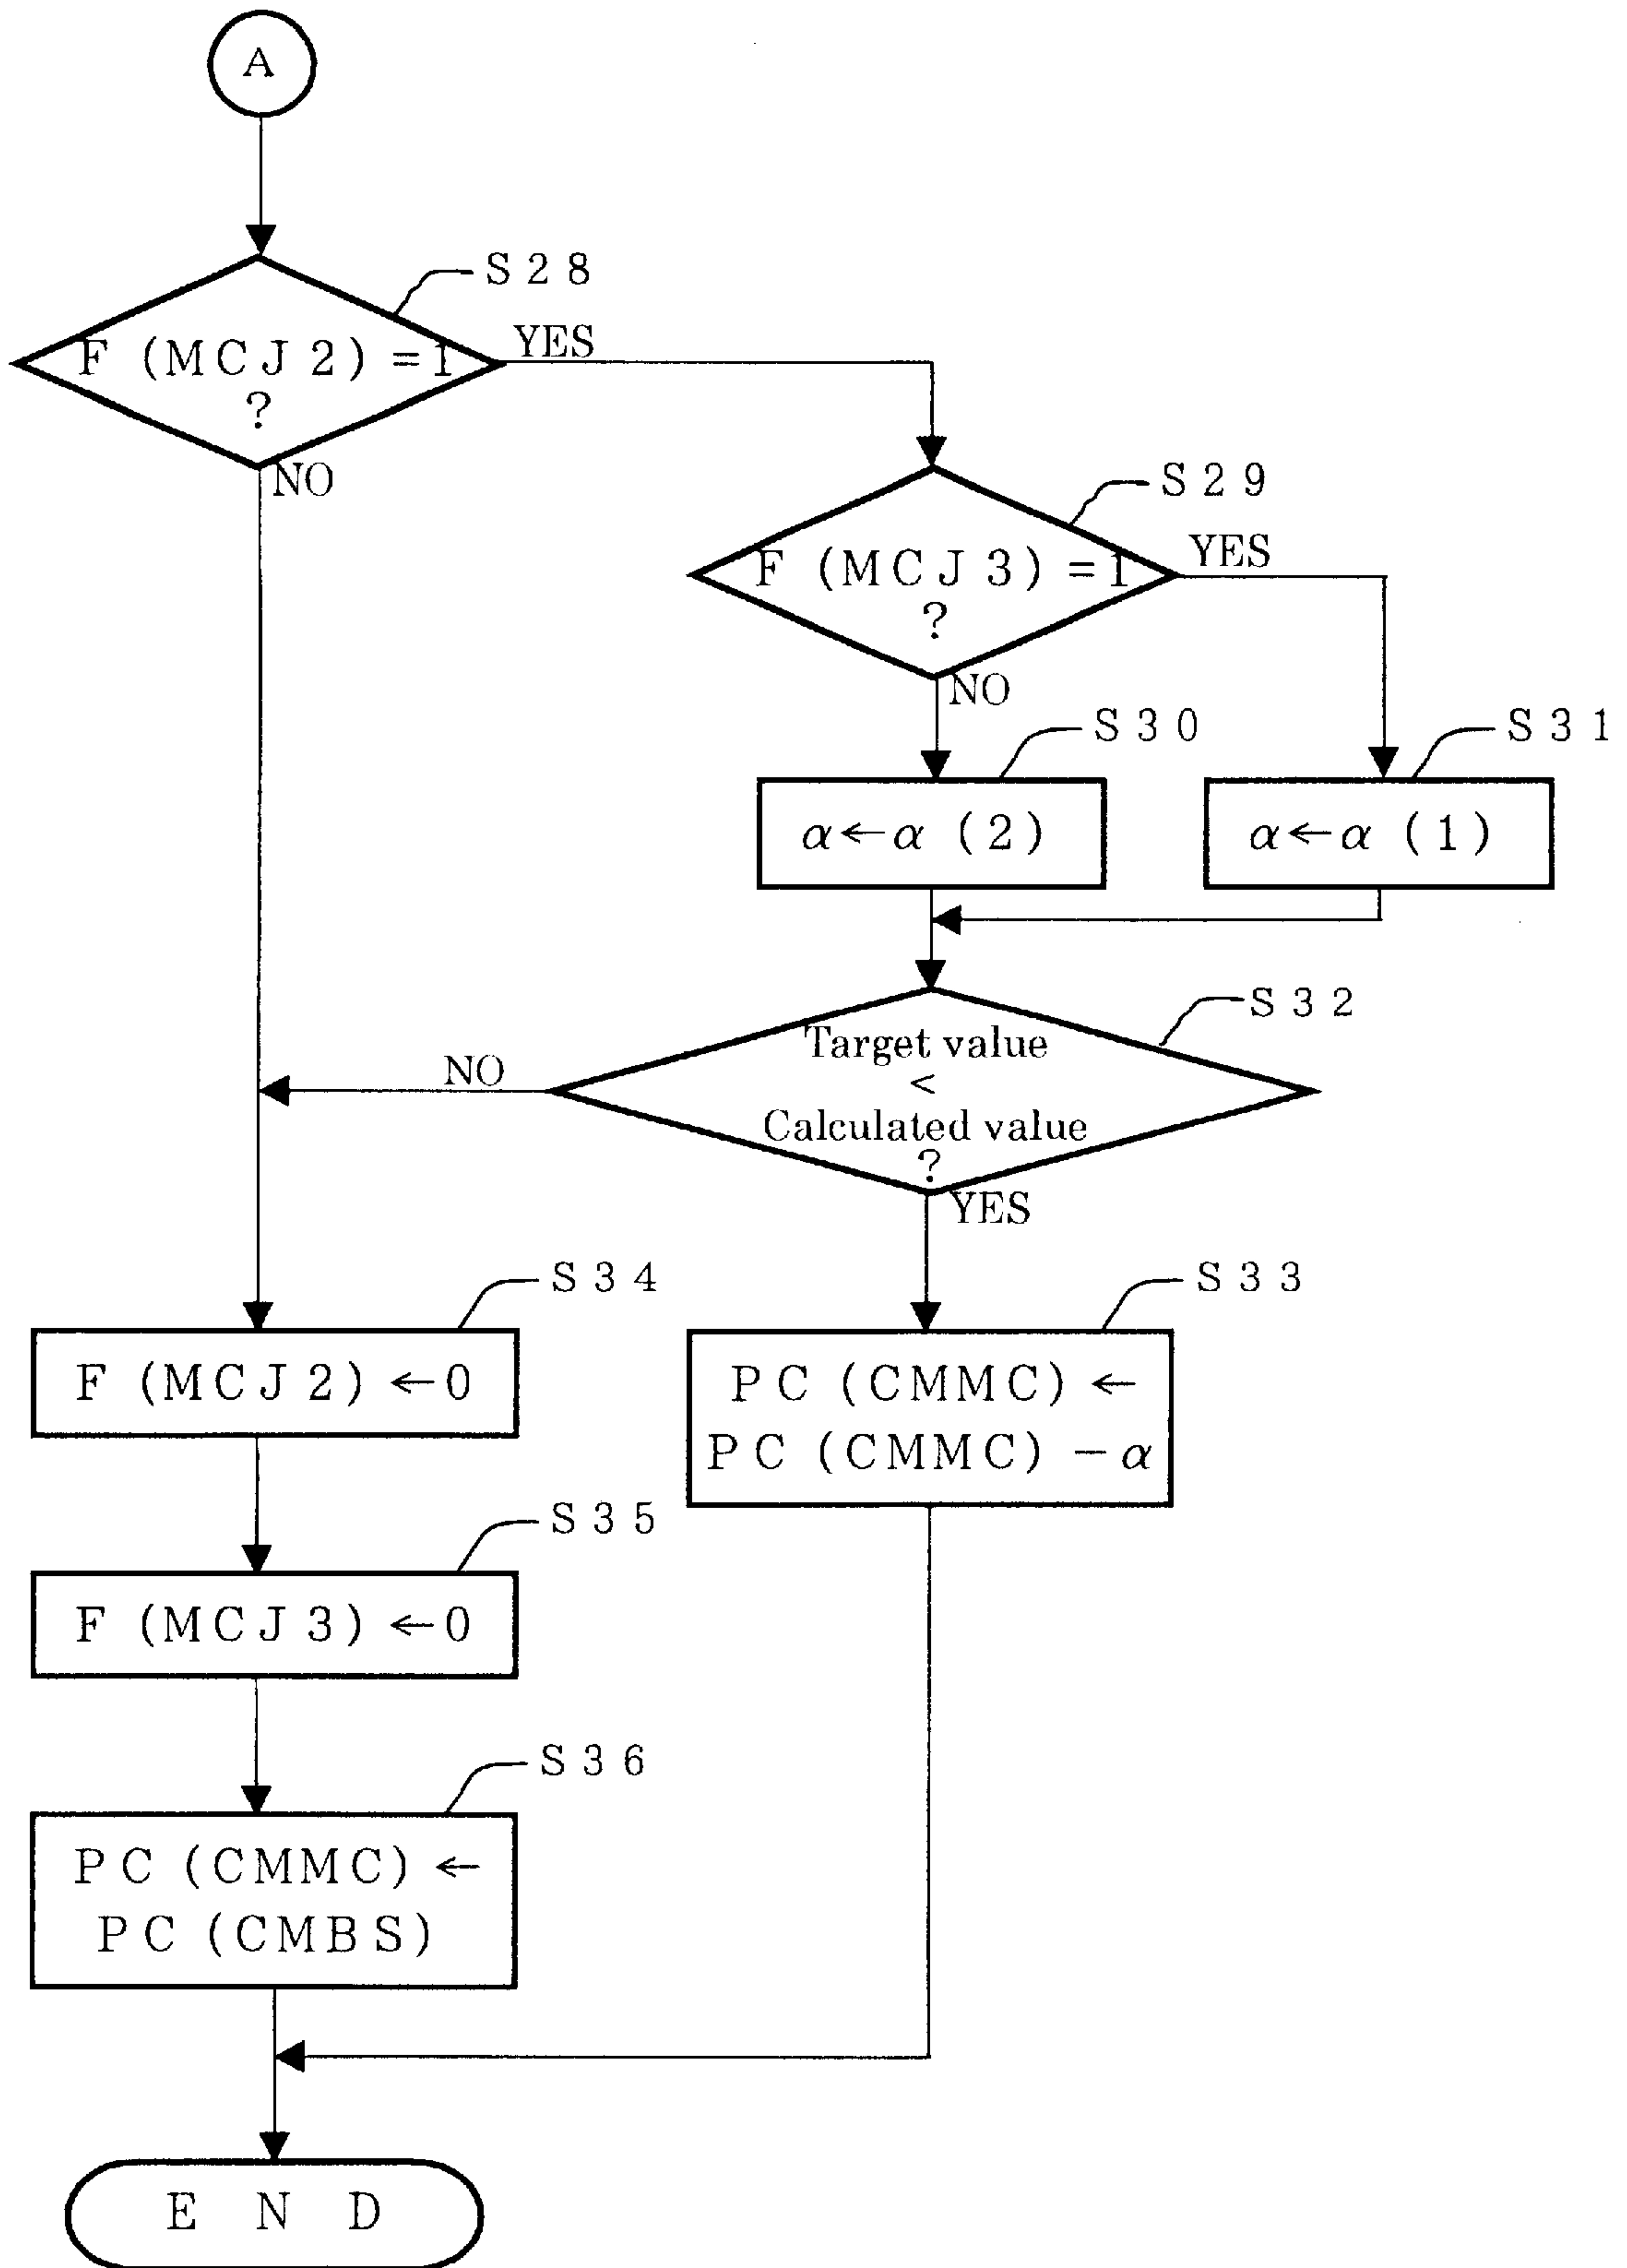 A
S28
F (MCJ2) =1
?
YES
NO
S29
F (MCJ3) =1
?
YES
NO
S30
α←α (2)
S31
α←α (1)
S32
Target value
<
Calculated value
?
NO
YES
S34
F (MCJ2) ←0
S33
PC (CMMC) ←
PC (CMMC) −α
S35
F (MCJ3) ←0
S36
PC (CMMC) ←
PC (CMBS)
END